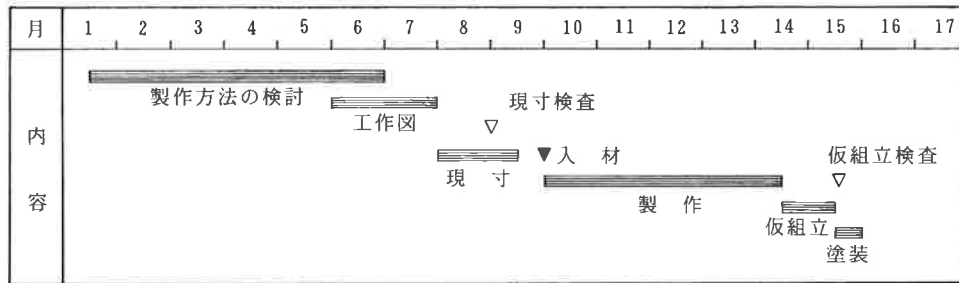 月 1 2 3 4 5 6 7 8 9 10 11 12 13 14 15 16 17
内容
製作方法の検討
工作図
現寸検査
現寸
入材
製作
仮組立検査
仮組立
塗装